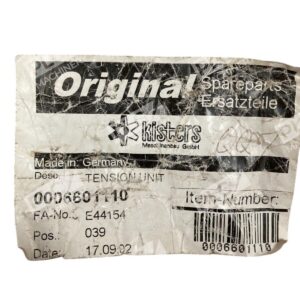 Original Spareparts
Ersatzteile
kisters
Maschinenbau GmbH
Made in Germany
Desc. TENSION UNIT
0006601110
Item-Number:
FA-No.: E44154
Pos.: 039
0006601110
Date: 17.09.02